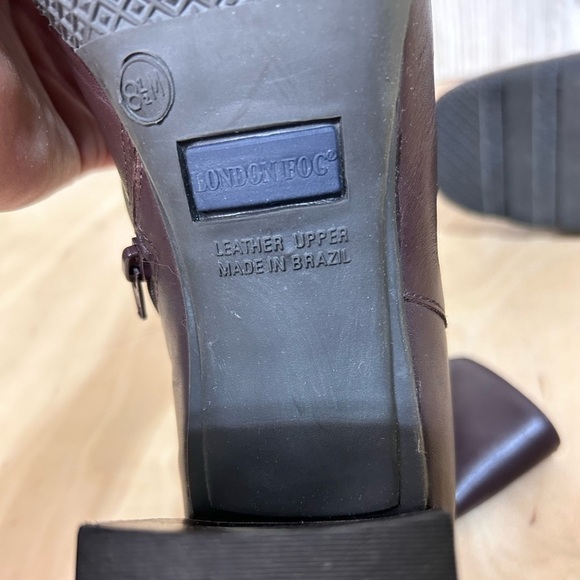 8½M
LONDON FOG®
LEATHER UPPER
MADE IN BRAZIL